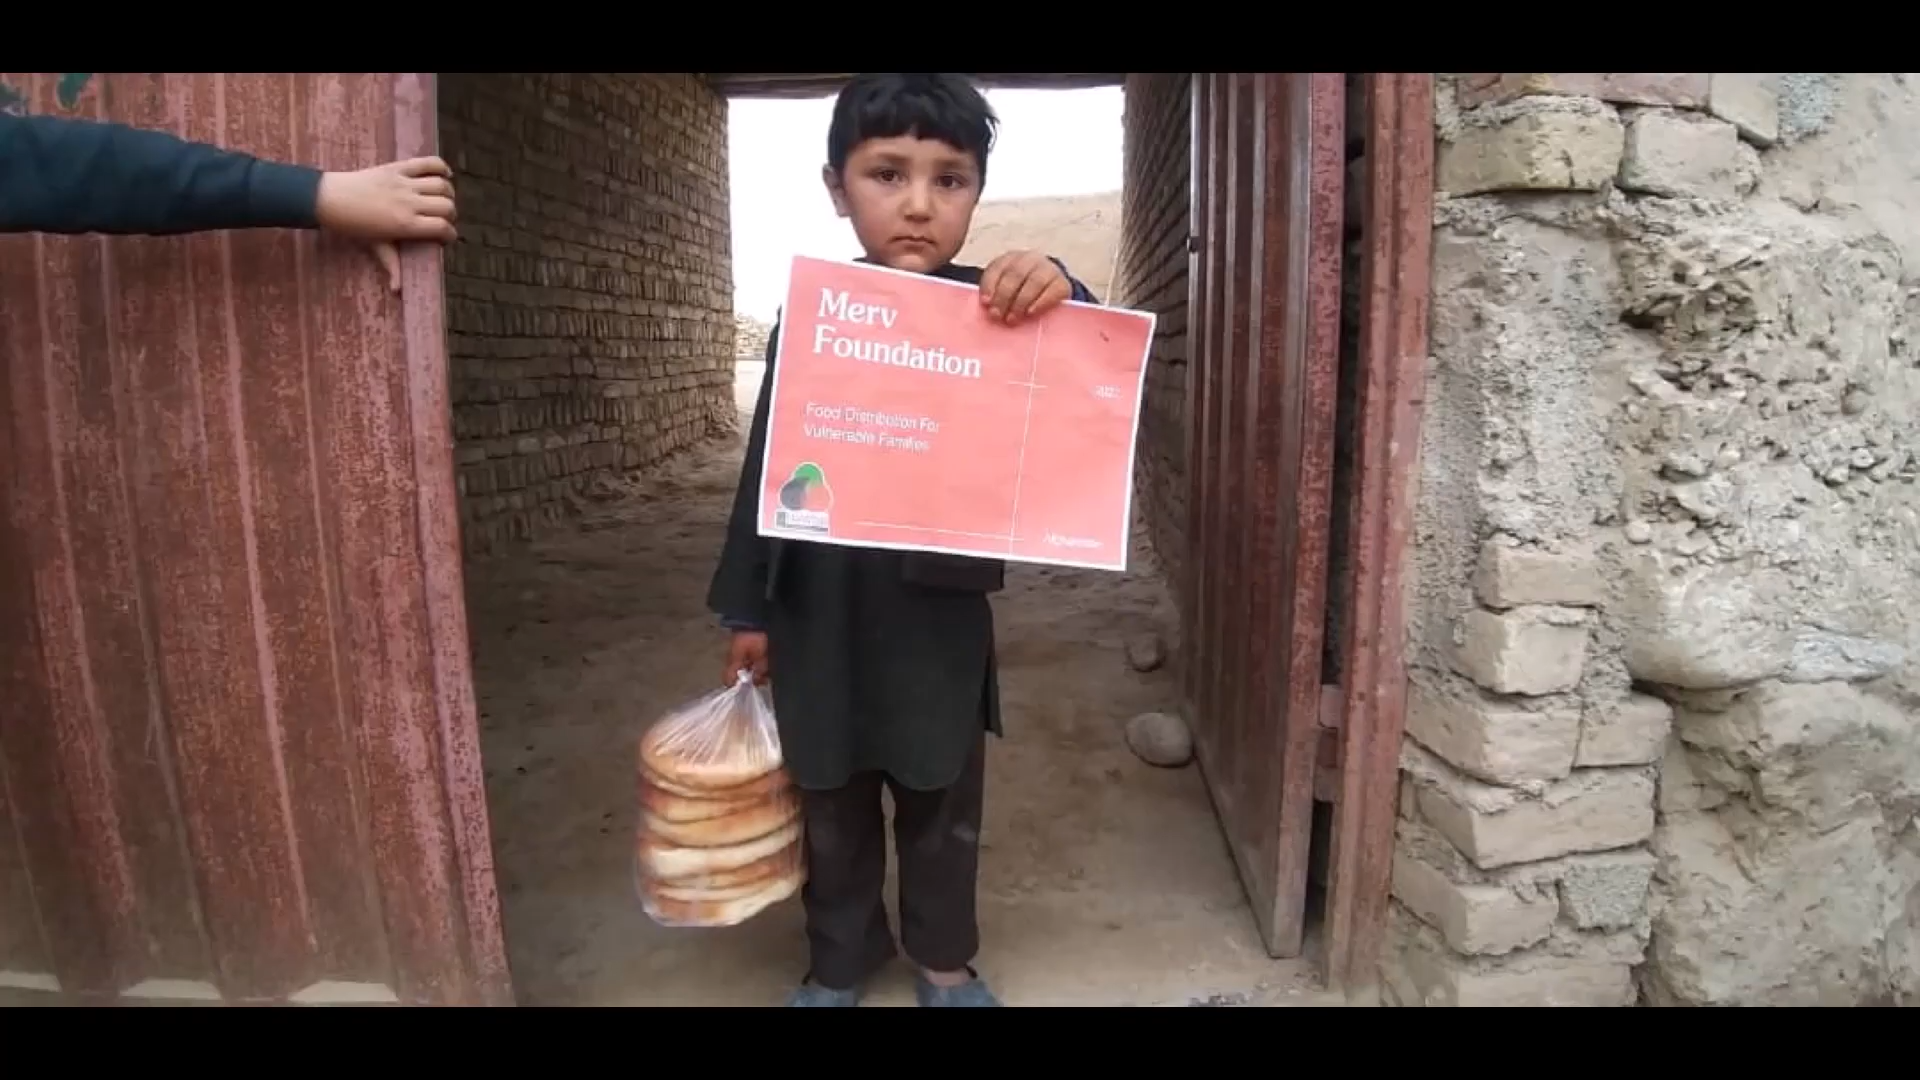 Merv
Foundation
Food Distribution For
Vulnerable Families